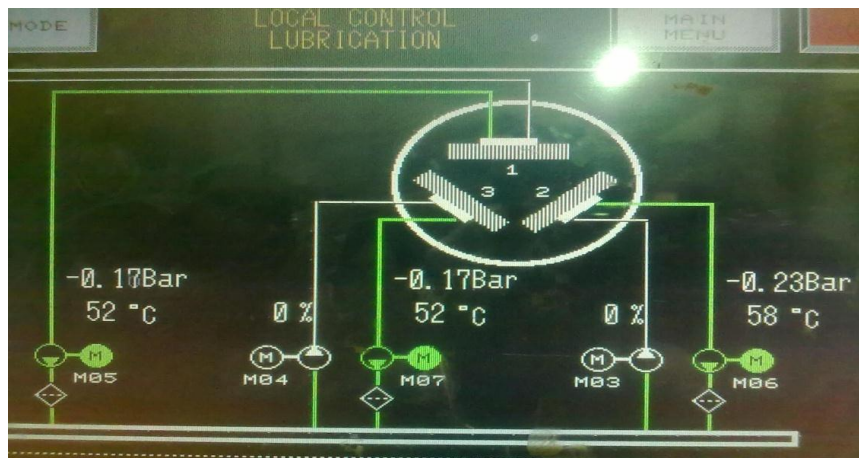 MODE
LOCAL CONTROL
LUBRICATION
MAIN
MENU
1
3
2
-0.17Bar
52 °C
0 %
-0.17Bar
52 °C
0 %
-0.23Bar
58 °C
M
M05
M
M04
M
M07
M
M03
M
M06